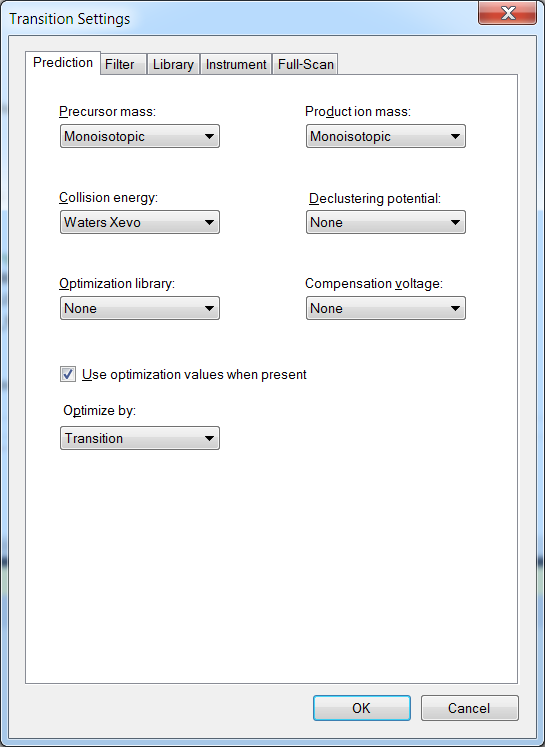 Transition Settings
Prediction Filter Library Instrument Full-Scan
Precursor mass: Product ion mass:
Monoisotopic Monoisotopic
Collision energy: Declustering potential:
Waters Xevo None
Optimization library: Compensation voltage:
None None
Use optimization values when present
Optimize by:
Transition
OK Cancel